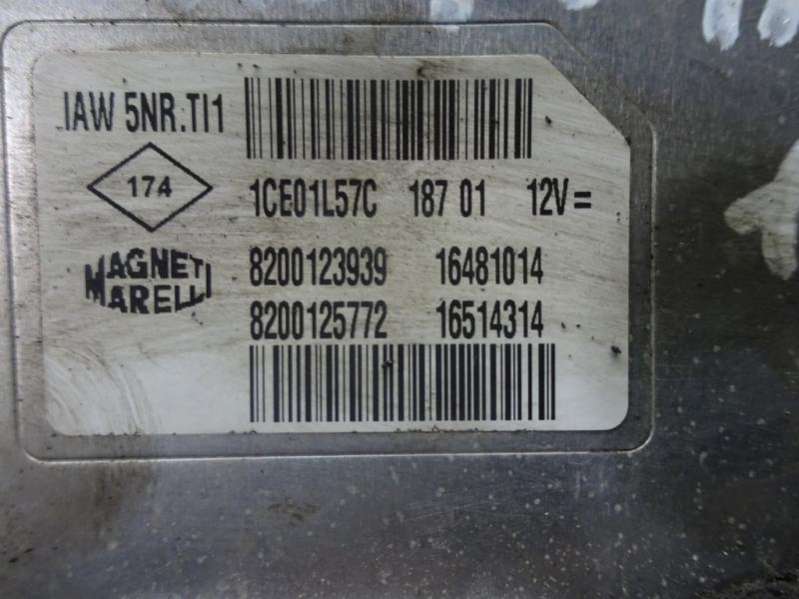 IAW 5NR.TI1
174
1CE01L57C 187 01 12V =
MAGNETI
MARELLI
8200123939 16481014
8200125772 16514314